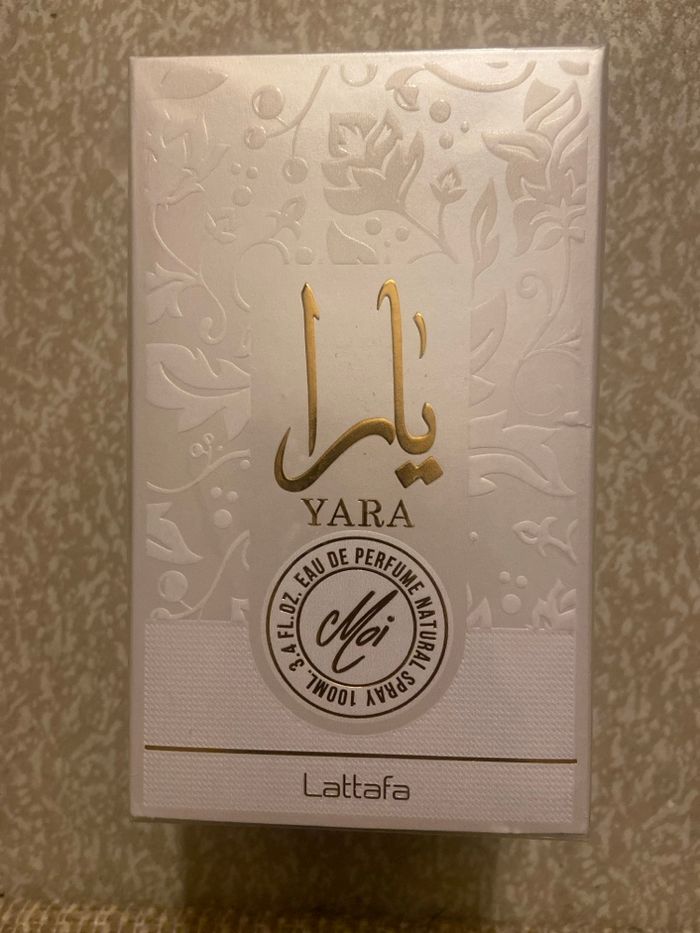 يارا
YARA
100ML. 3.4 FL.OZ. EAU DE PERFUME NATURAL SPRAY
Moi
Lattafa